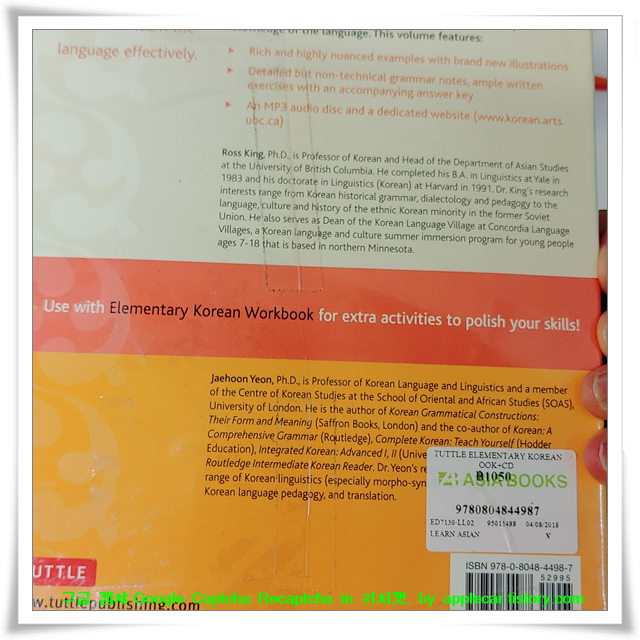 language effectively.
knowledge of the language. This volume features:
Rich and highly nuanced examples with brand new illustrations
Detailed but non-technical grammar notes, ample written
exercises with an accompanying answer key
An MP3 audio disc and a dedicated website (www.korean.arts.
ubc.ca)
Ross King, Ph.D., is Professor of Korean and Head of the Department of Asian Studies
at the University of British Columbia. He completed his B.A. in Linguistics at Yale in
1983 and his doctorate in Linguistics (Korean) at Harvard in 1991. Dr. King's research
interests range from Korean historical grammar, dialectology and pedagogy to the
language, culture and history of the ethnic Korean minority in the former Soviet
Union. He also serves as Dean of the Korean Language Village at Concordia Language
Villages, a Korean language and culture summer immersion program for young people
ages 7-18 that is based in northern Minnesota.
Use with Elementary Korean Workbook for extra activities to polish your skills!
Jaehoon Yeon, Ph.D., is Professor of Korean Language and Linguistics and a member
of the Centre of Korean Studies at the School of Oriental and African Studies (SOAS),
University of London. He is the author of Korean Grammatical Constructions:
Their Form and Meaning (Saffron Books, London) and the co-author of Korean: A
Comprehensive Grammar (Routledge), Complete Korean: Teach Yourself (Hodder
Education), Integrated Korean: Advanced I, II (Unive
Routledge Intermediate Korean Reader. Dr. Yeon's re
range of Korean linguistics (especially morpho-syn
Korean language pedagogy, and translation.
TUTTLE ELEMENTARY KOREAN
OOK+CD
฿1050
ASIA BOOKS
9780804844987
ED7150-LL02 95011488 04/08/2018
LEARN ASIAN V
ISBN 978-0-8048-4498-7
52995
UTTLE
www.tuttlepublishing.com
Google Captcha Recaptcha in by applecar.tistory.com